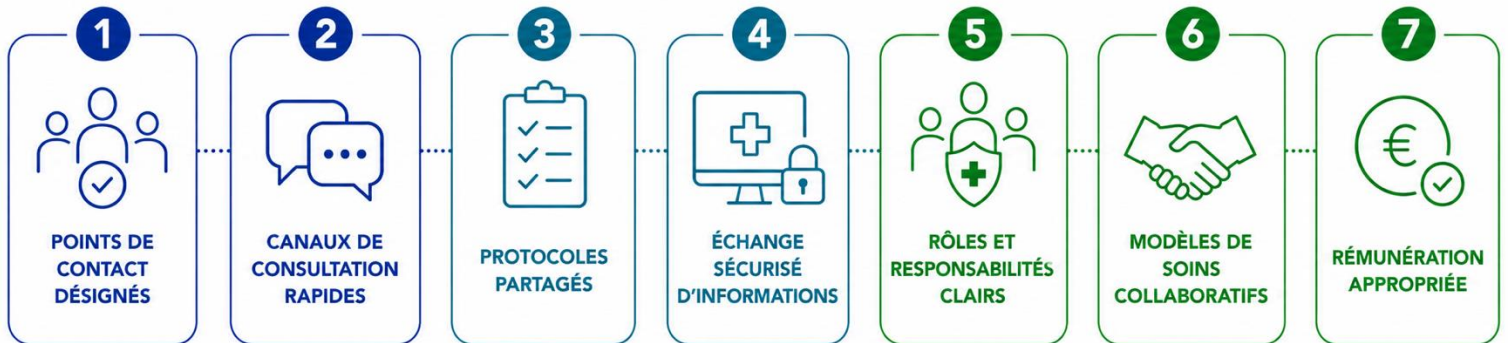 1
POINTS DE
CONTACT
DÉSIGNÉS
2
CANAUX DE
CONSULTATION
RAPIDES
3
PROTOCOLES
PARTAGÉS
4
ÉCHANGE
SÉCURISÉ
D'INFORMATIONS
5
RÔLES ET
RESPONSABILITÉS
CLAIRS
6
MODÈLES DE
SOINS
COLLABORATIFS
7
€
RÉMUNÉRATION
APPROPRIÉE